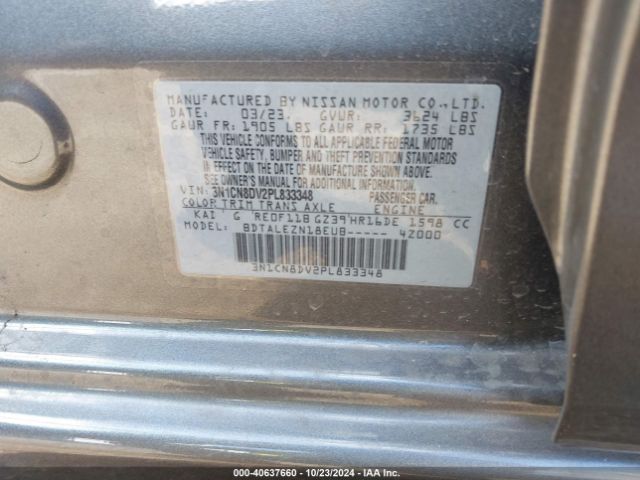 MANUFACTURED BY NISSAN MOTOR CO.,LTD.
DATE: 03/23 GVWR: 3624 LBS
GAWR FR: 1905 LBS GAWR RR: 1735 LBS
THIS VEHICLE CONFORMS TO ALL APPLICABLE FEDERAL MOTOR
VEHICLE SAFETY, BUMPER AND THEFT PREVENTION STANDARDS
IN EFFECT ON THE DATE OF MANUFACTURE SHOWN ABOVE.
SEE OWNER'S MANUAL AND ADDITIONAL INFORMATION.
VIN: 3N1CN8DV2PL833348 PASSENGER CAR.
COLOR TRIM TRANS AXLE ENGINE
KAI G RE0F11B GZ39 HR16DE 1598 CC
MODEL: BDTALEZN18EUB----- 42000
3N1CN8DV2PL833348
000-40637660 - 10/23/2024 - IAA Inc.